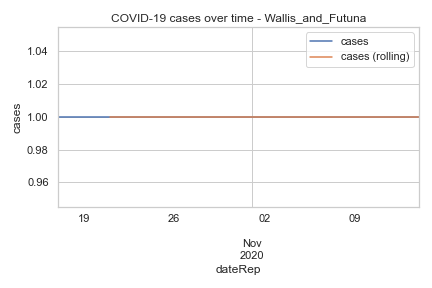 COVID-19 cases over time - Wallis_and_Futuna
cases
cases (rolling)
1.04
1.02
1.00
0.98
0.96
cases
19
26
02
09
Nov
2020
dateRep